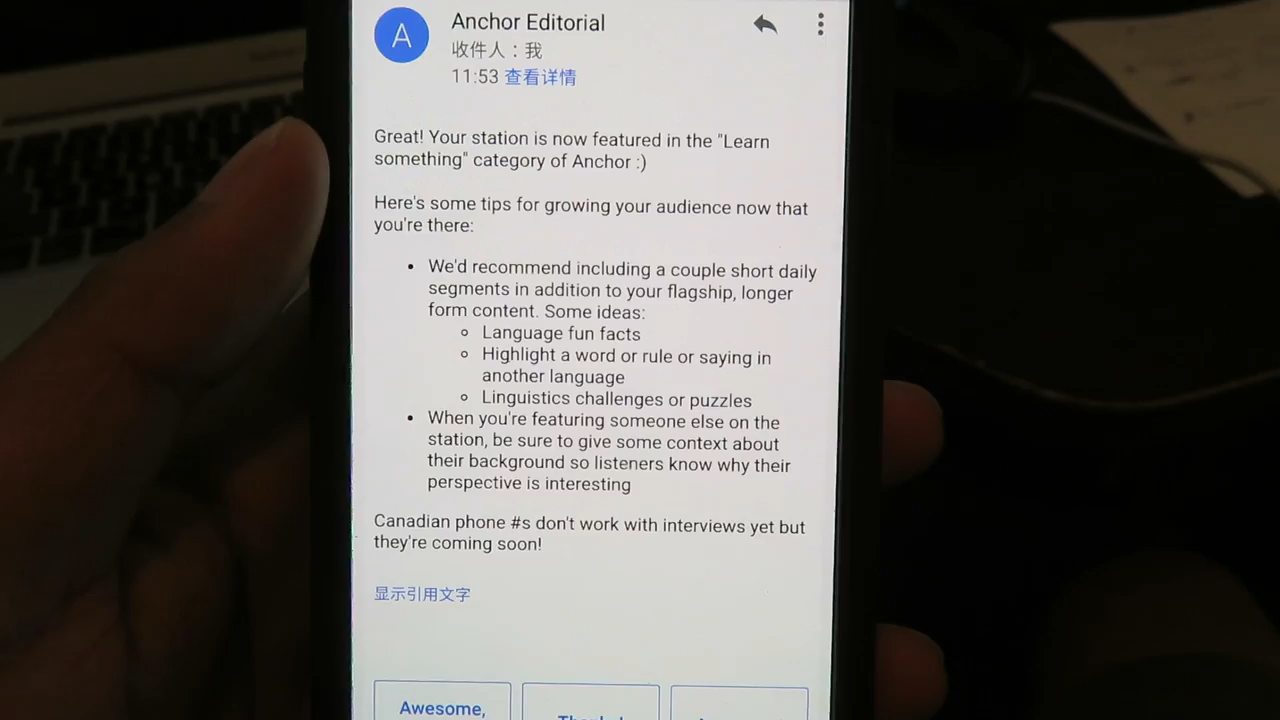 A
Anchor Editorial
收件人：我
11:53 查看详情
Great! Your station is now featured in the "Learn
something" category of Anchor :)
Here's some tips for growing your audience now that
you're there:
• We'd recommend including a couple short daily
segments in addition to your flagship, longer
form content. Some ideas:
◦ Language fun facts
◦ Highlight a word or rule or saying in
another language
◦ Linguistics challenges or puzzles
• When you're featuring someone else on the
station, be sure to give some context about
their background so listeners know why their
perspective is interesting
Canadian phone #s don't work with interviews yet but
they're coming soon!
显示引用文字
Awesome,